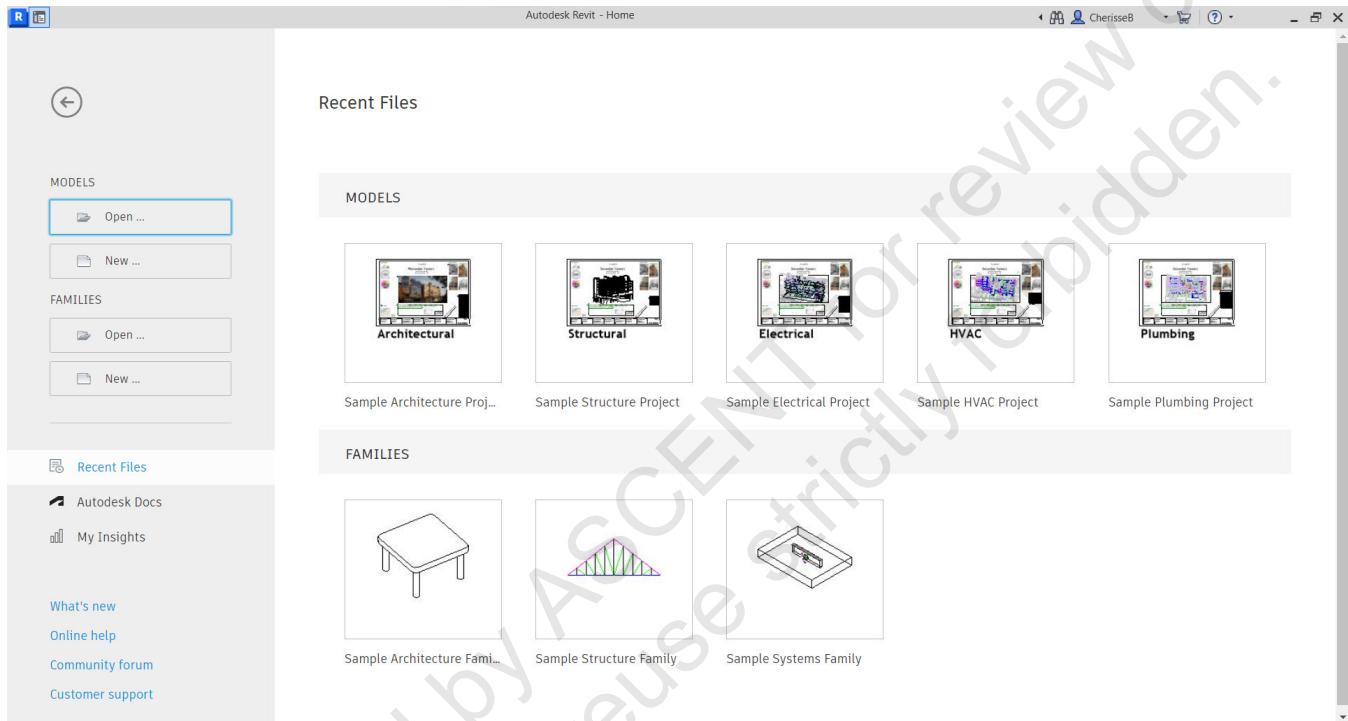 Autodesk Revit - Home
CherisseB
Recent Files
MODELS
Open ...
New ...
FAMILIES
Open ...
New ...
Recent Files
Autodesk Docs
My Insights
What's new
Online help
Community forum
Customer support
MODELS
Architectural
Structural
Electrical
HVAC
Plumbing
Sample Architecture Proj...
Sample Structure Project
Sample Electrical Project
Sample HVAC Project
Sample Plumbing Project
FAMILIES
Sample Architecture Fami...
Sample Structure Family
Sample Systems Family
by ASCENT for review
reuse strictly forbidden.